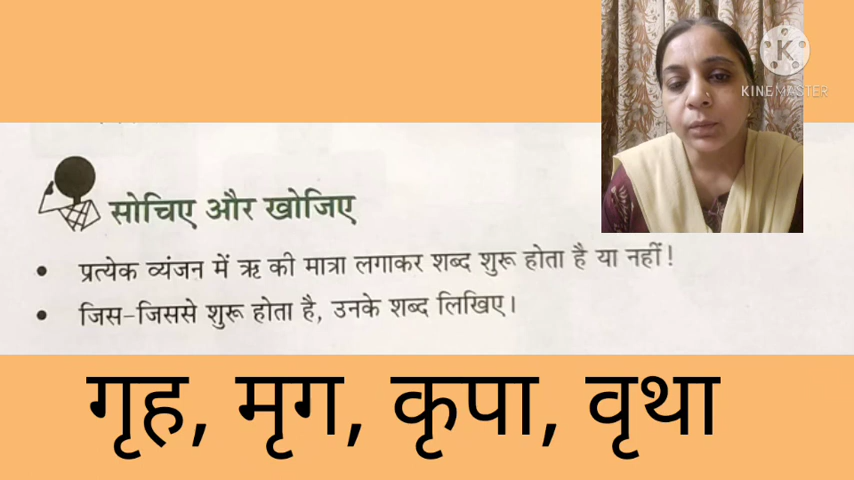 KINEMASTER
सोचिए और खोजिए
• प्रत्येक व्यंजन में ऋ की मात्रा लगाकर शब्द शुरू होता है या नहीं!
• जिस-जिससे शुरू होता है, उनके शब्द लिखिए।
गृह, मृग, कृपा, वृथा